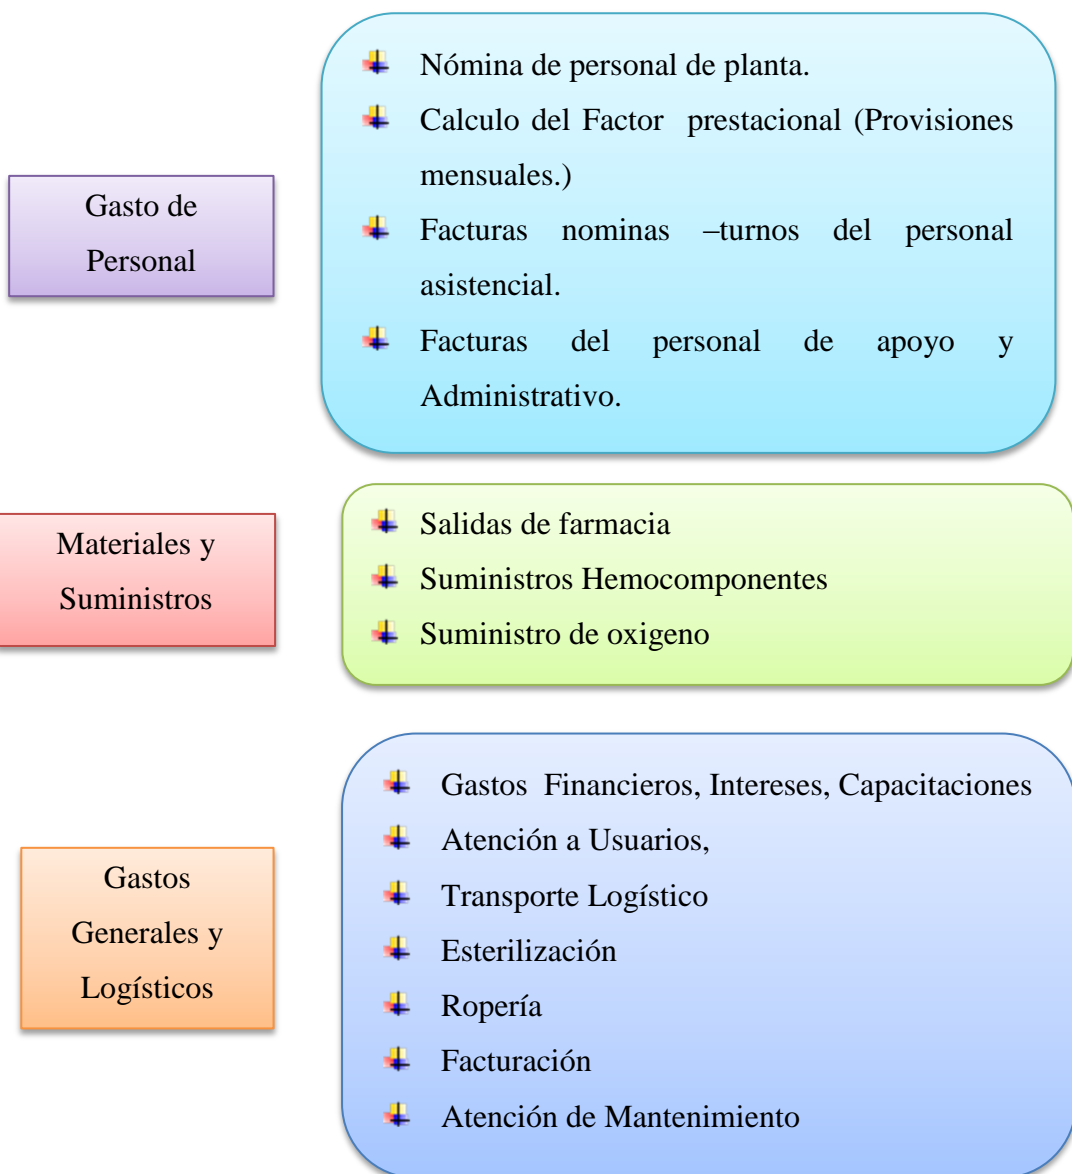 Gasto de
Personal
Nómina de personal de planta.
Calculo del Factor prestacional (Provisiones
mensuales.)
Facturas nominas –turnos del personal
asistencial.
Facturas del personal de apoyo y
Administrativo.
Materiales y
Suministros
Salidas de farmacia
Suministros Hemocomponentes
Suministro de oxigeno
Gastos
Generales y
Logísticos
Gastos Financieros, Intereses, Capacitaciones
Atención a Usuarios,
Transporte Logístico
Esterilización
Ropería
Facturación
Atención de Mantenimiento